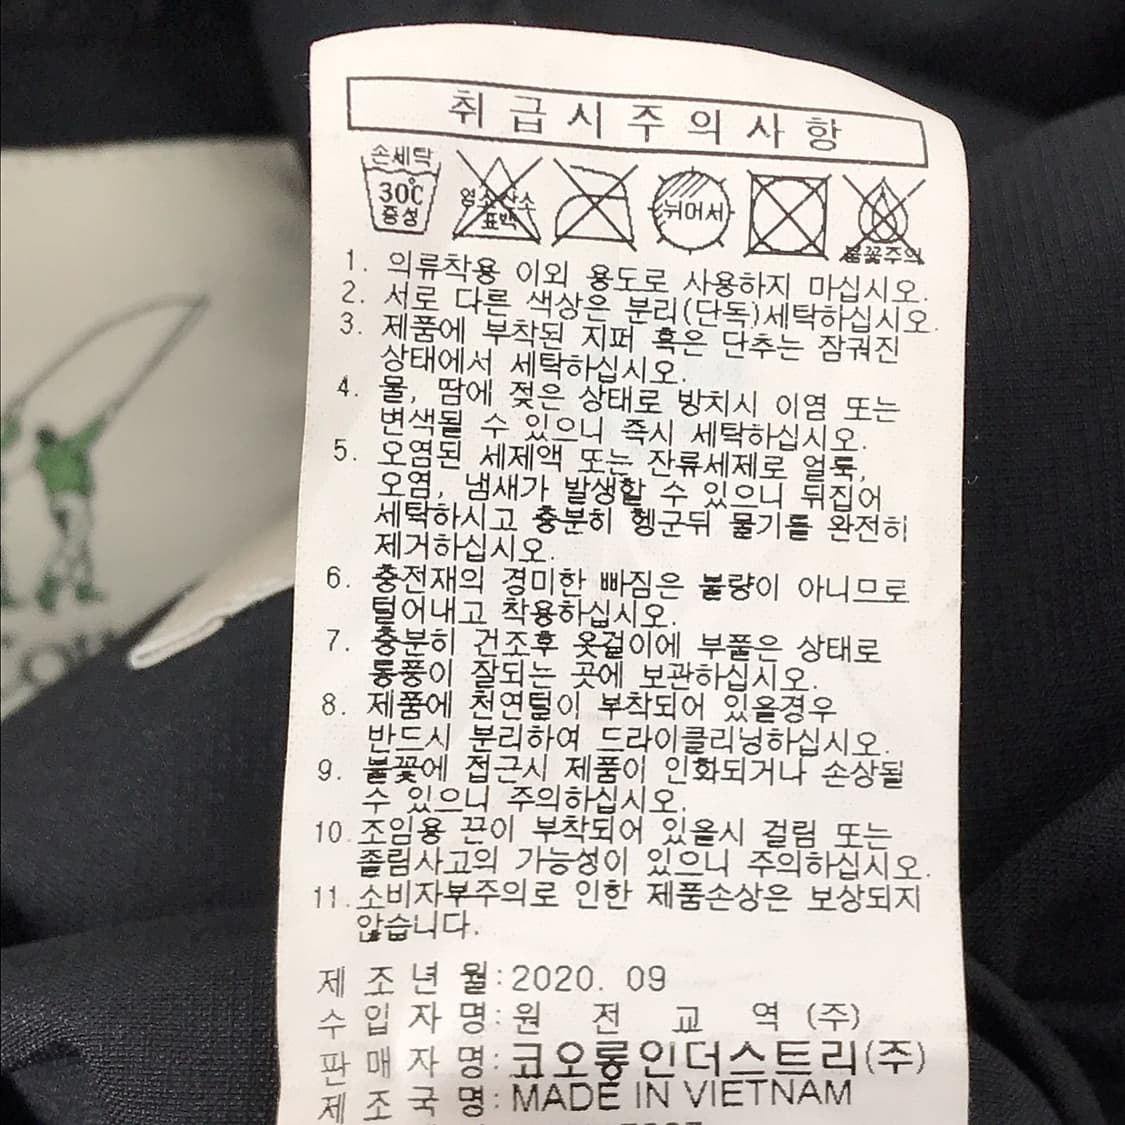 취급시주의사항
손세탁
30℃
중성
염소산소
표백
뉘어서
불꽃주의
1. 의류착용 이외 용도로 사용하지 마십시오.
2. 서로 다른 색상은 분리(단독)세탁하십시오.
3. 제품에 부착된 지퍼 혹은 단추는 잠궈진
상태에서 세탁하십시오.
4. 물, 땀에 젖은 상태로 방치시 이염 또는
변색될 수 있으니 즉시 세탁하십시오.
5. 오염된 세제액 또는 잔류세제로 얼룩,
오염, 냄새가 발생할 수 있으니 뒤집어
세탁하시고 충분히 헹군뒤 물기를 완전히
제거하십시오.
6. 충전재의 경미한 빠짐은 불량이 아니므로
털어내고 착용하십시오.
7. 충분히 건조후 옷걸이에 부품은 상태로
통풍이 잘되는 곳에 보관하십시오.
8. 제품에 천연털이 부착되어 있을경우
반드시 분리하여 드라이클리닝하십시오.
9. 불꽃에 접근시 제품이 인화되거나 손상될
수 있으니 주의하십시오.
10. 조임용 끈이 부착되어 있을시 걸림 또는
졸림사고의 가능성이 있으니 주의하십시오.
11. 소비자부주의로 인한 제품손상은 보상되지
않습니다.
제조년월:2020. 09
수입자명:원전교역(주)
판매자명:코오롱인더스트리(주)
제조국명:MADE IN VIETNAM